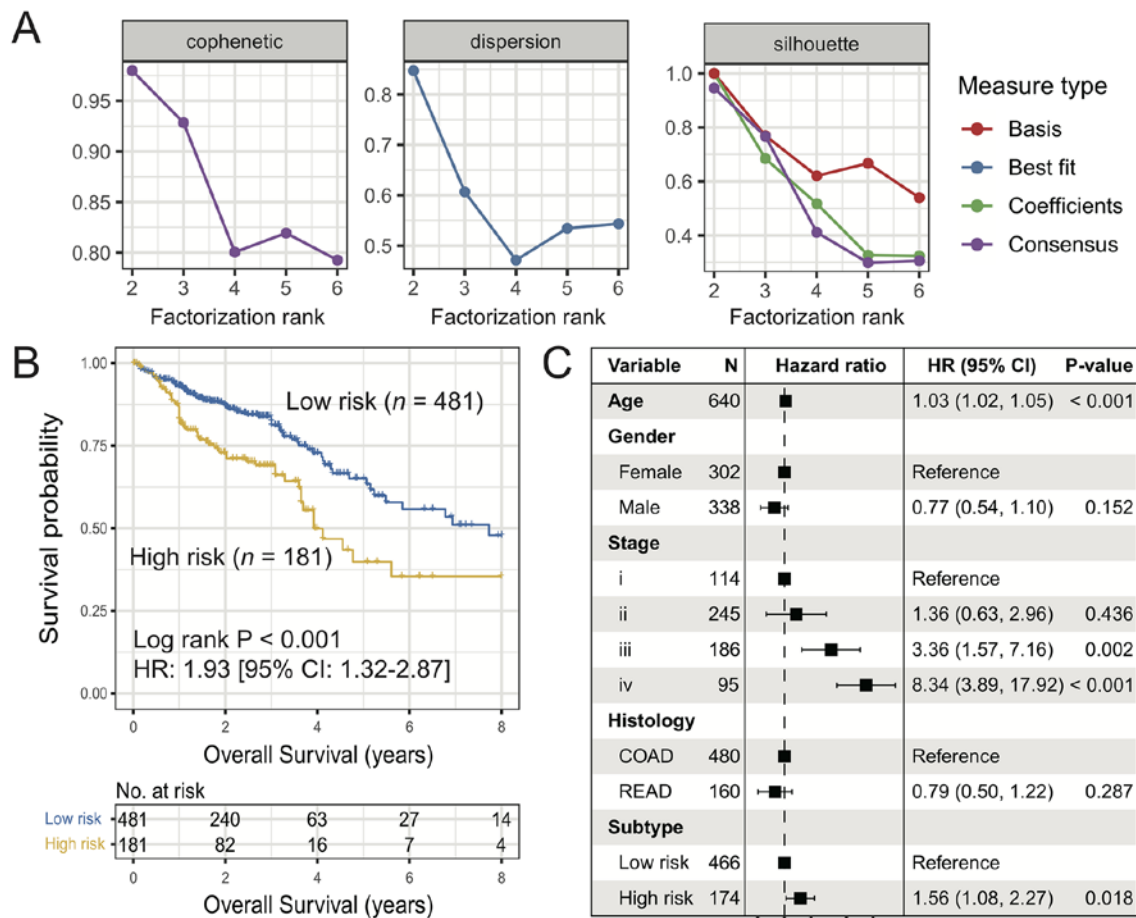 A
cophenetic
dispersion
silhouette
0.95
0.90
0.85
0.80
2 3 4 5 6
Factorization rank
0.8
0.7
0.6
0.5
2 3 4 5 6
Factorization rank
1.0
0.8
0.6
0.4
2 3 4 5 6
Factorization rank
Measure type
Basis
Best fit
Coefficients
Consensus
B
Survival probability
1.00
0.75
0.50
0.25
0.00
Low risk (n = 481)
High risk (n = 181)
Log rank P < 0.001
HR: 1.93 [95% CI: 1.32-2.87]
0 2 4 6 8
Overall Survival (years)
No. at risk
Low risk 481 240 63 27 14
High risk 181 82 16 7 4
0 2 4 6 8
Overall Survival (years)
C
Variable N Hazard ratio HR (95% CI) P-value
Age 640 1.03 (1.02, 1.05) < 0.001
Gender
Female 302 Reference
Male 338 0.77 (0.54, 1.10) 0.152
Stage
i 114 Reference
ii 245 1.36 (0.63, 2.96) 0.436
iii 186 3.36 (1.57, 7.16) 0.002
iv 95 8.34 (3.89, 17.92) < 0.001
Histology
COAD 480 Reference
READ 160 0.79 (0.50, 1.22) 0.287
Subtype
Low risk 466 Reference
High risk 174 1.56 (1.08, 2.27) 0.018